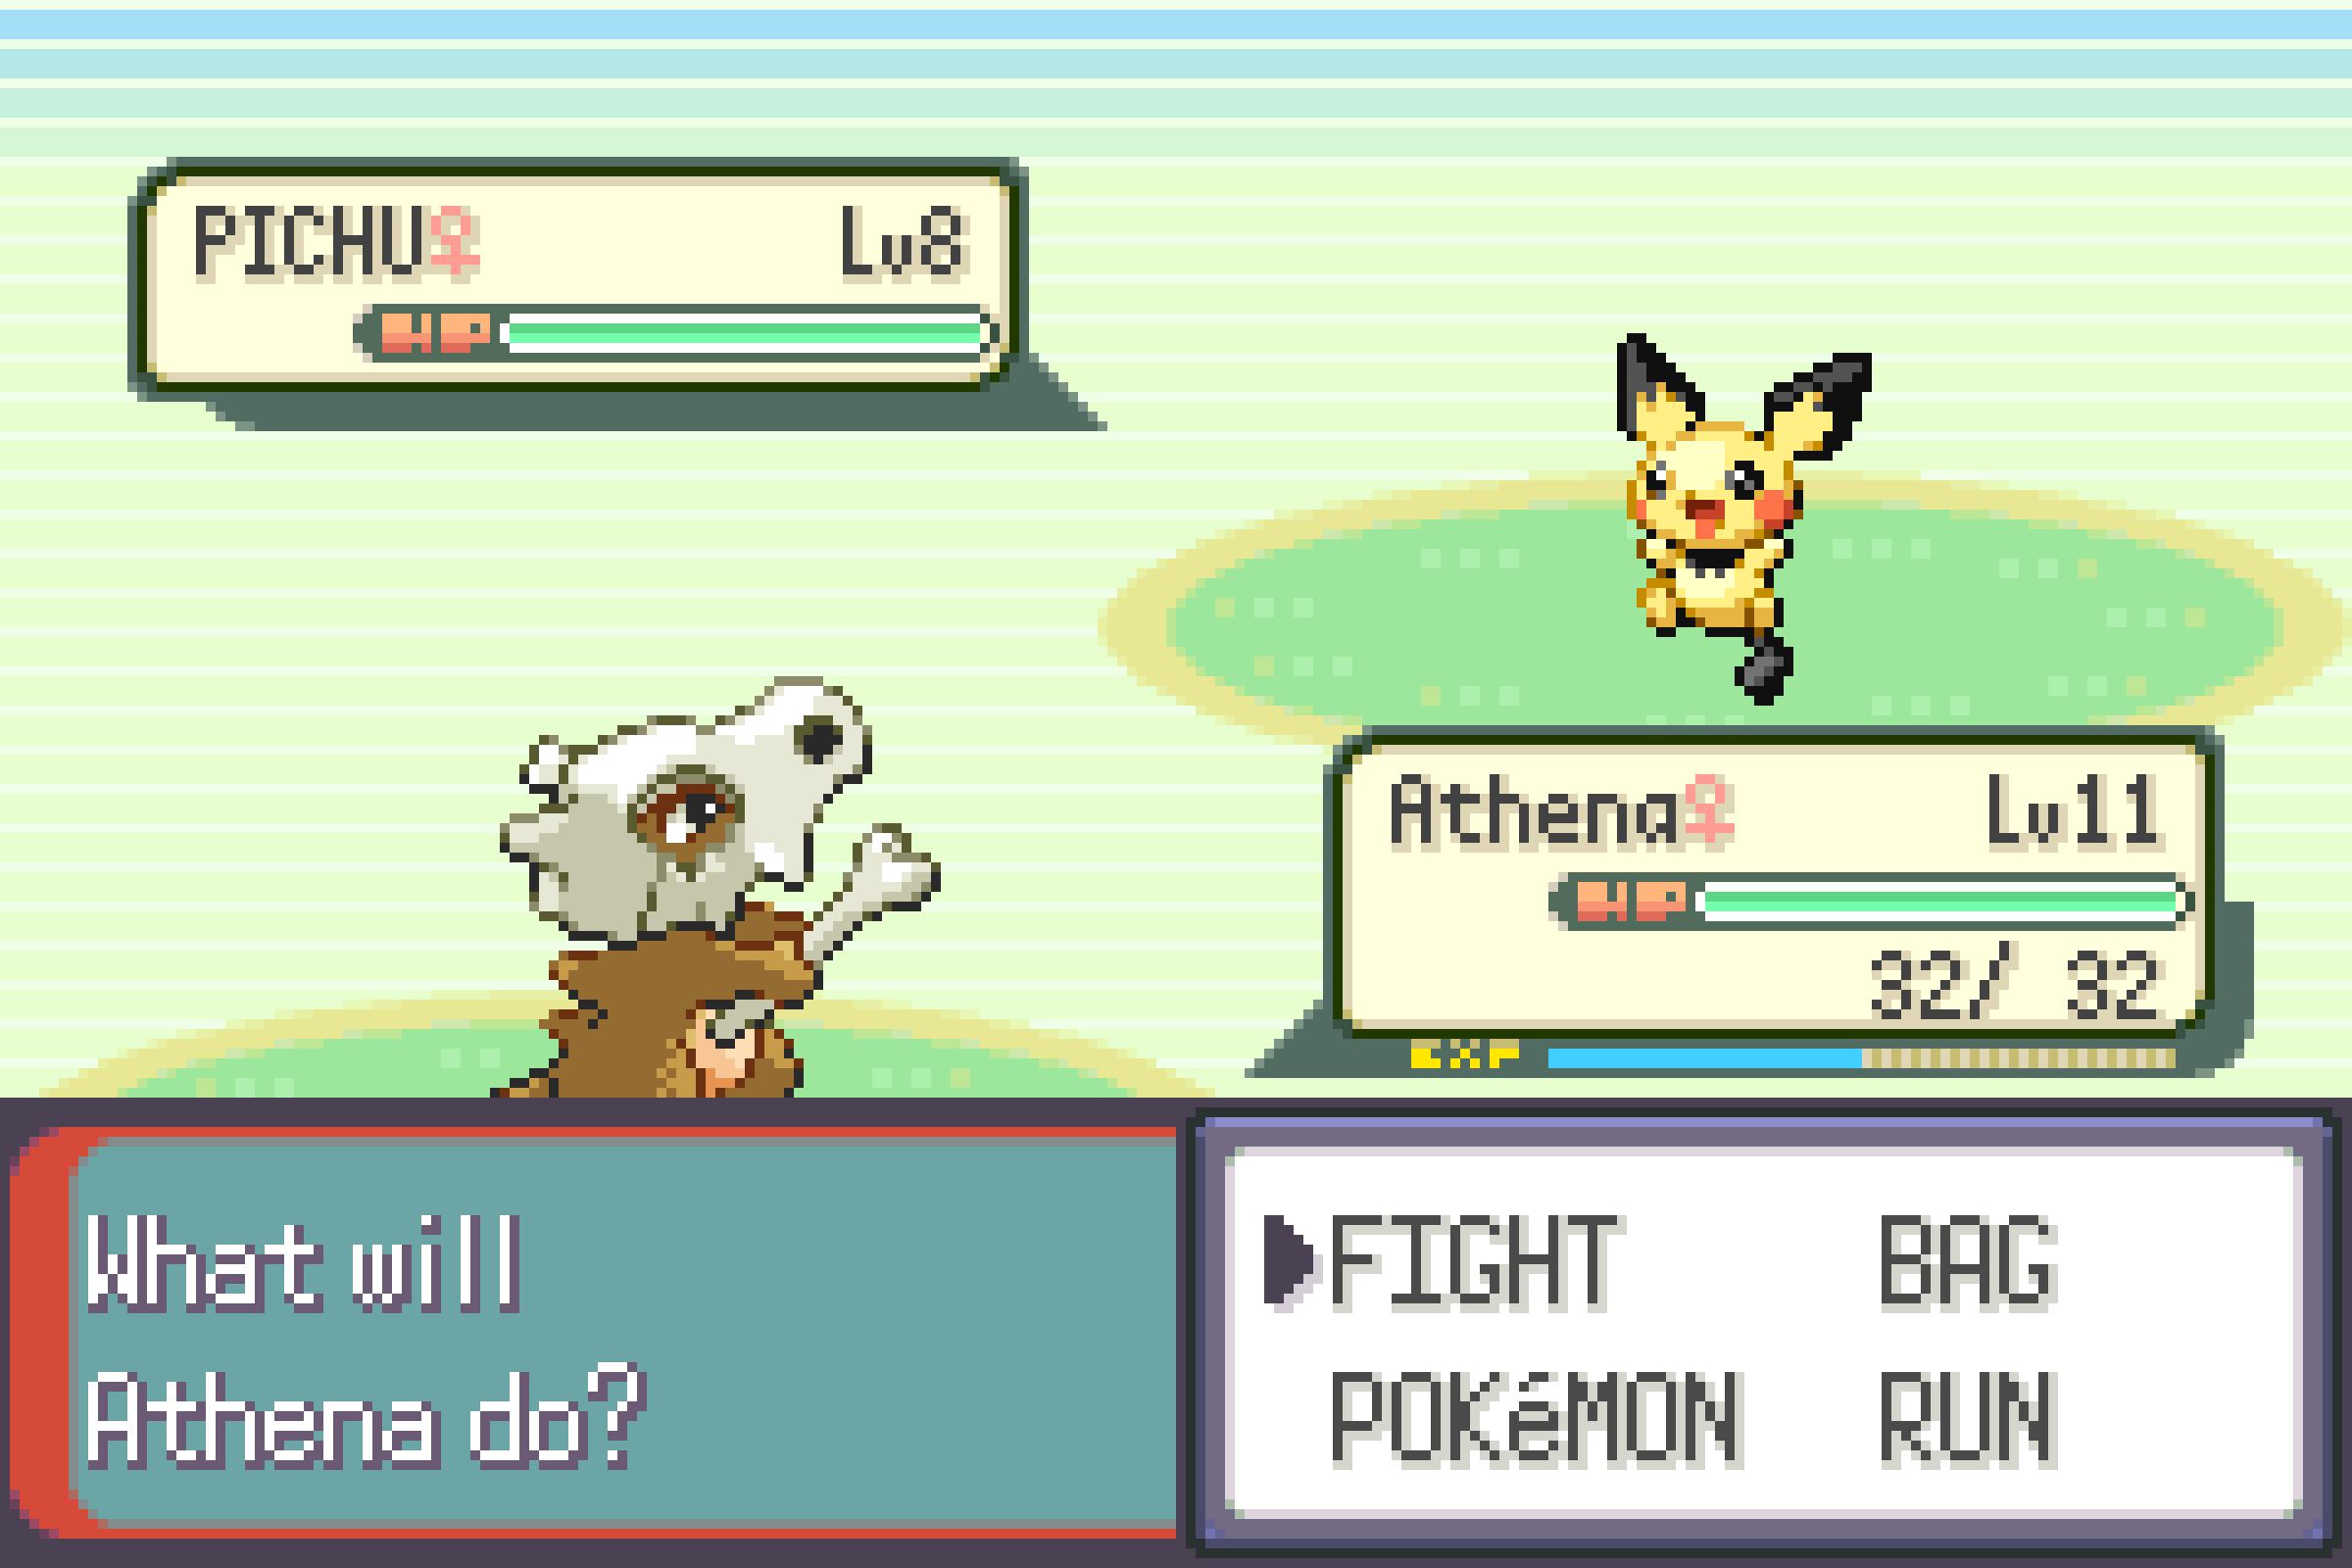 PICHU♀ Lv8
HP
Athena♀ Lv11
HP
32/ 32
EXP
What will
Athena do?
FIGHT BAG
POKéMON RUN